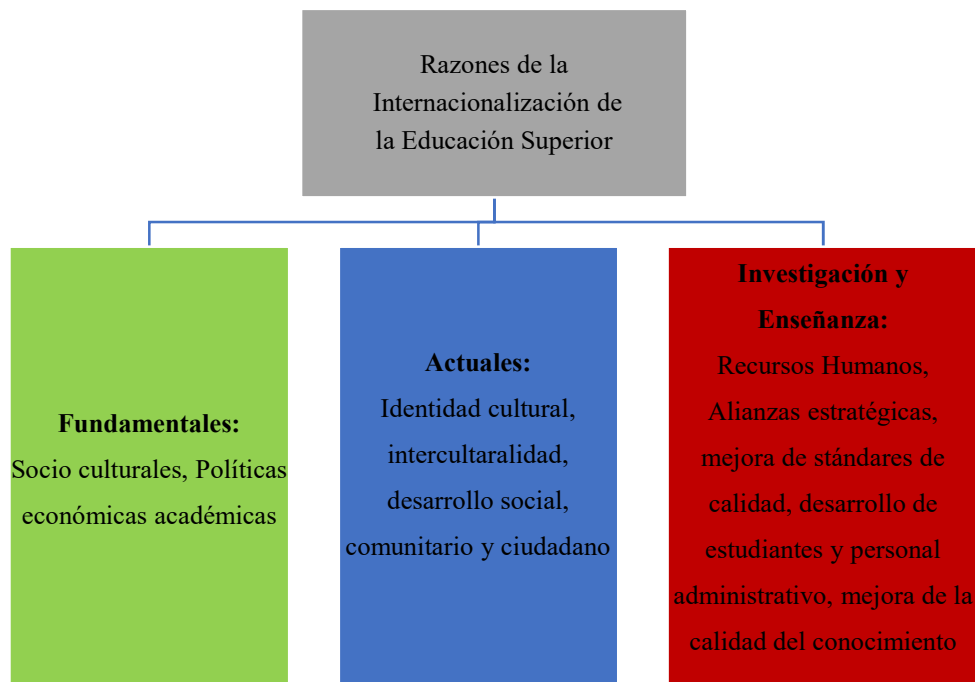 Razones de la
Internacionalización de
la Educación Superior
Fundamentales:
Socio culturales, Políticas
económicas académicas
Actuales:
Identidad cultural,
intercultaralidad,
desarrollo social,
comunitario y ciudadano
Investigación y
Enseñanza:
Recursos Humanos,
Alianzas estratégicas,
mejora de stándares de
calidad, desarrollo de
estudiantes y personal
administrativo, mejora de la
calidad del conocimiento